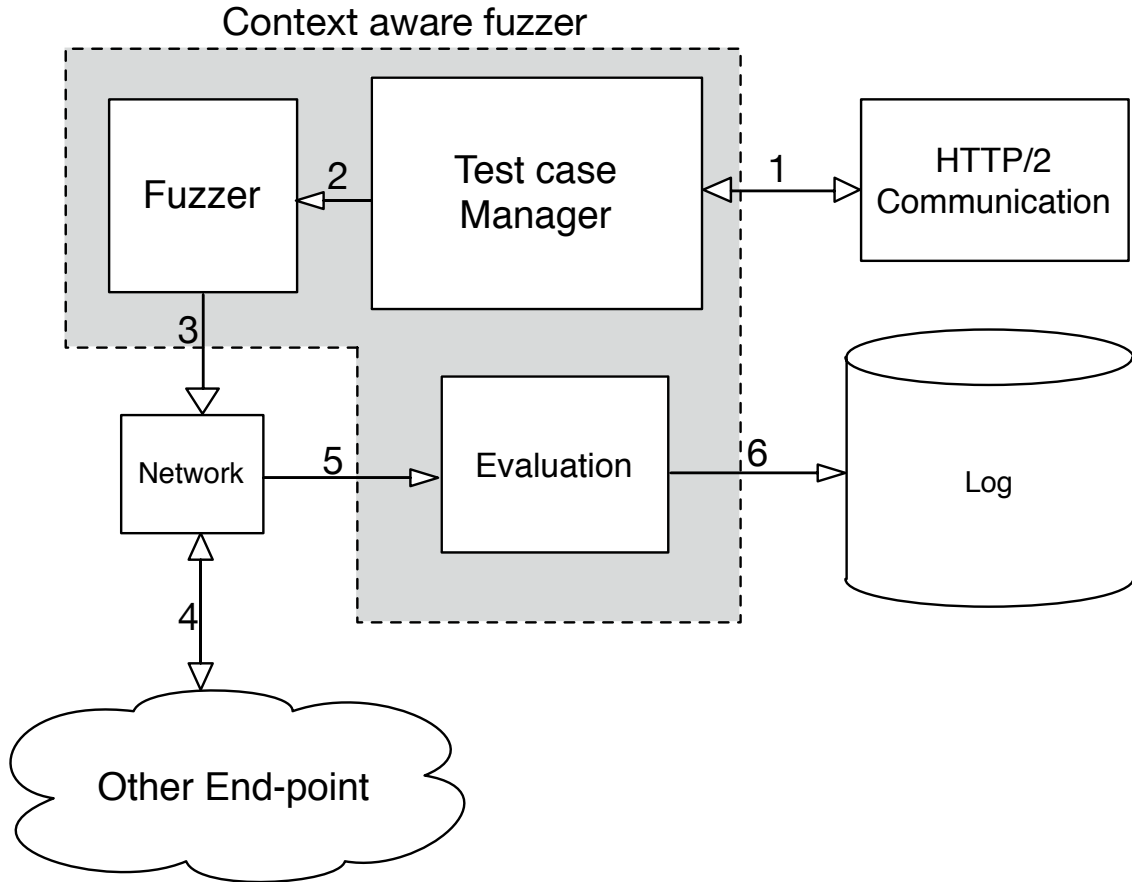 Context aware fuzzer
Fuzzer
2
Test case
Manager
1
HTTP/2
Communication
3
Network
5
Evaluation
6
Log
4
Other End-point